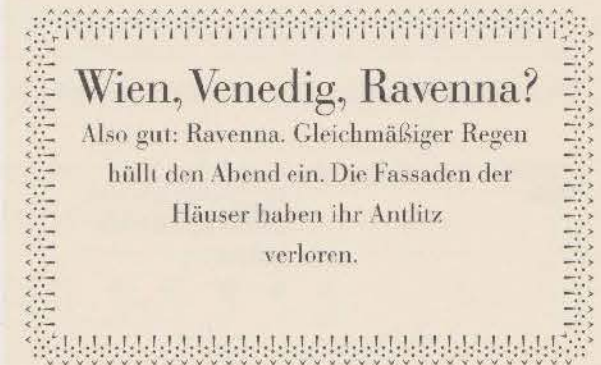 Wien, Venedig, Ravenna?
Also gut: Ravenna. Gleichmäßiger Regen
hüllt den Abend ein. Die Fassaden der
Häuser haben ihr Antlitz
verloren.